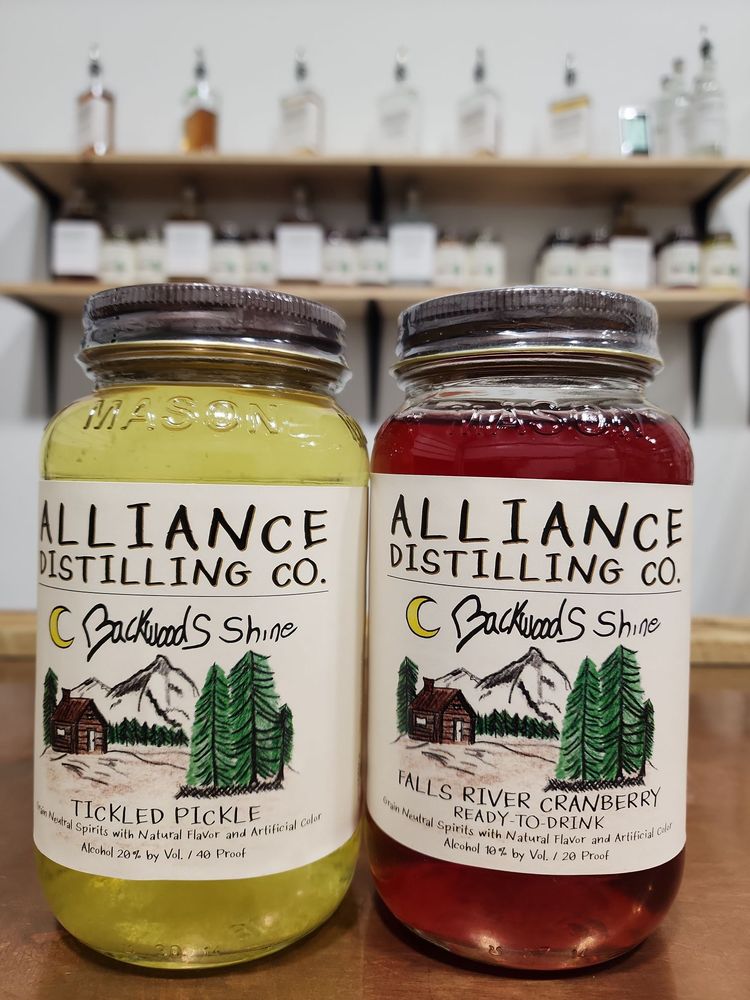 MASON
ALLIANCE
DISTILLING CO.
Backwoods Shine
TICKLED PICKLE
Grain Neutral Spirits with Natural Flavor and Artificial Color
Alcohol 20% by Vol. / 40 Proof
MASON
ALLIANCE
DISTILLING CO.
Backwoods Shine
FALLS RIVER CRANBERRY
READY-TO-DRINK
Grain Neutral Spirits with Natural Flavor and Artificial Color
Alcohol 10% by Vol. / 20 Proof